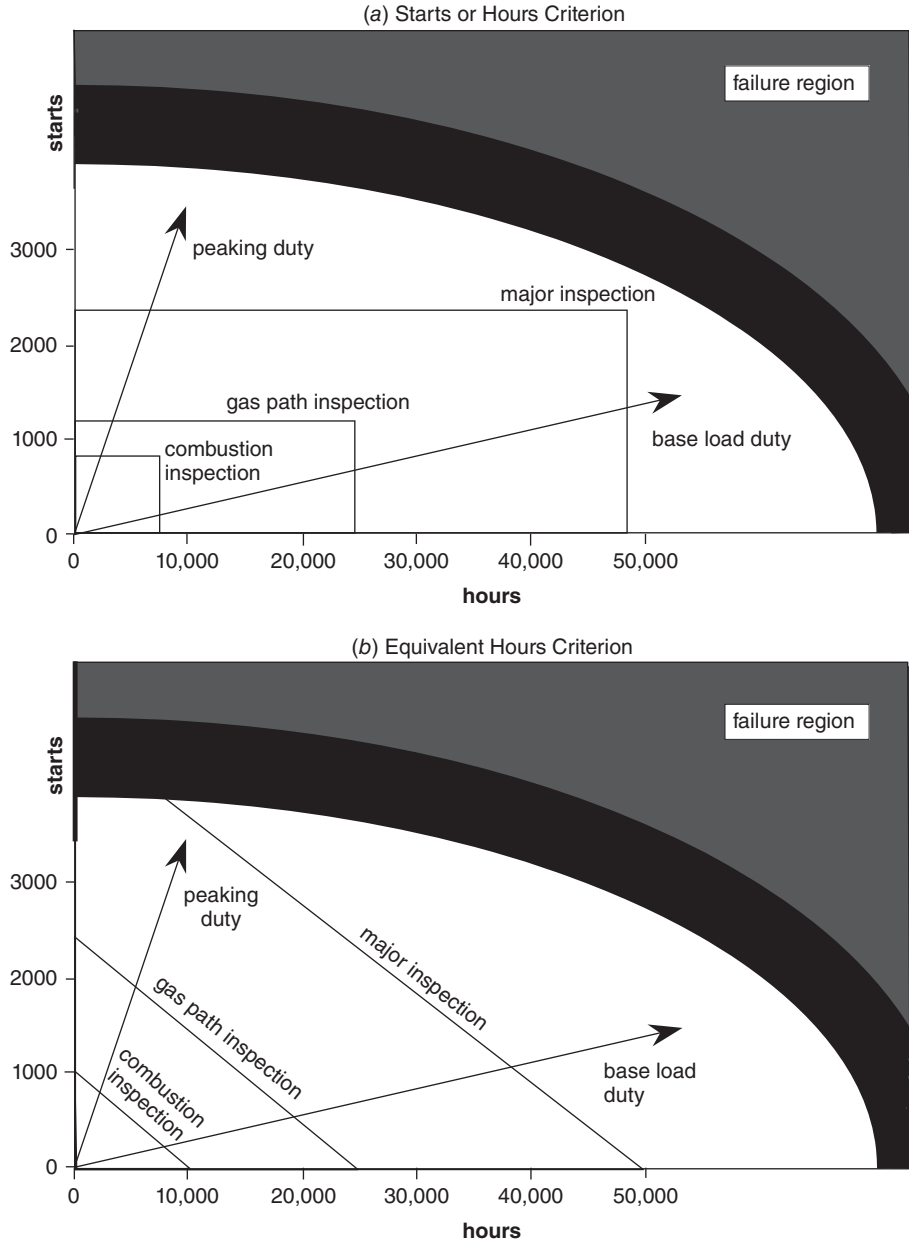 (a) Starts or Hours Criterion
failure region
starts
3000
peaking duty
major inspection
2000
gas path inspection
1000
combustion
inspection
base load duty
0
0
10,000
20,000
30,000
40,000
50,000
hours
(b) Equivalent Hours Criterion
failure region
starts
3000
peaking
duty
major inspection
2000
gas path inspection
1000
combustion
inspection
base load
duty
0
0
10,000
20,000
30,000
40,000
50,000
hours